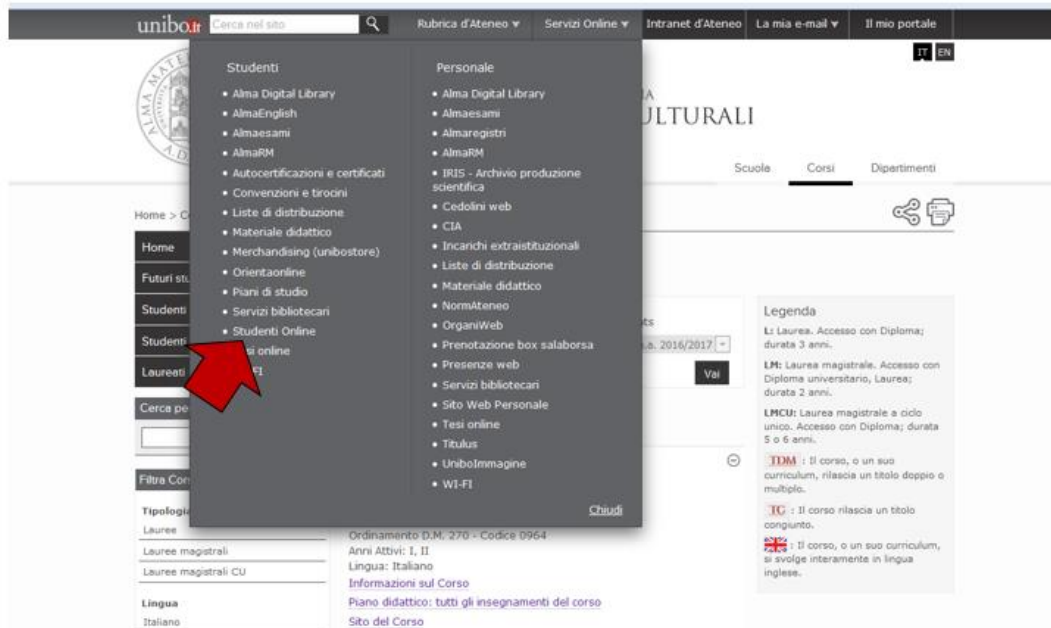 unibo.it
Cerca nel sito
Rubrica d'Ateneo
Servizi Online
Intranet d'Ateneo
La mia e-mail
Il mio portale
IT EN
ULTURALI
Scuola
Corsi
Dipartimenti
Studenti
• Alma Digital Library
• AlmaEnglish
• Almaesami
• AlmaRM
• Autocertificazioni e certificati
• Convenzioni e tirocini
• Liste di distribuzione
• Materiale didattico
• Merchandising (unibostore)
• Orientaonline
• Piani di studio
• Servizi bibliotecari
• Studenti Online
si online
FI
Personale
• Alma Digital Library
• Almaesami
• Almaregistri
• AlmaRM
• IRIS - Archivio produzione
scientifica
• Cedolini web
• CIA
• Incarichi extraistituzionali
• Liste di distribuzione
• Materiale didattico
• NormAteneo
• OrganiWeb
• Prenotazione box salaborsa
• Presenze web
• Servizi bibliotecari
• Sito Web Personale
• Tesi online
• Titulus
• UniboImmagine
• WI-FI
Chiudi
Home > C
Home
Futuri stu
Studenti
Studenti
Laureati
Cerca pe
Filtra Cor
Tipologia
Lauree
Lauree magistrali
Lauree magistrali CU
Lingua
Italiano
ts
.a. 2016/2017
Vai
Ordinamento D.M. 270 - Codice 0964
Anni Attivi: I, II
Lingua: Italiano
Informazioni sul Corso
Piano didattico: tutti gli insegnamenti del corso
Sito del Corso
Legenda
L: Laurea. Accesso con Diploma;
durata 3 anni.
LM: Laurea magistrale. Accesso con
Diploma universitario, Laurea;
durata 2 anni.
LMCU: Laurea magistrale a ciclo
unico. Accesso con Diploma; durata
5 o 6 anni.
TDM : Il corso, o un suo
curriculum, rilascia un titolo doppio o
multiplo.
TC : Il corso rilascia un titolo
congiunto.
: Il corso, o un suo curriculum,
si svolge interamente in lingua
inglese.